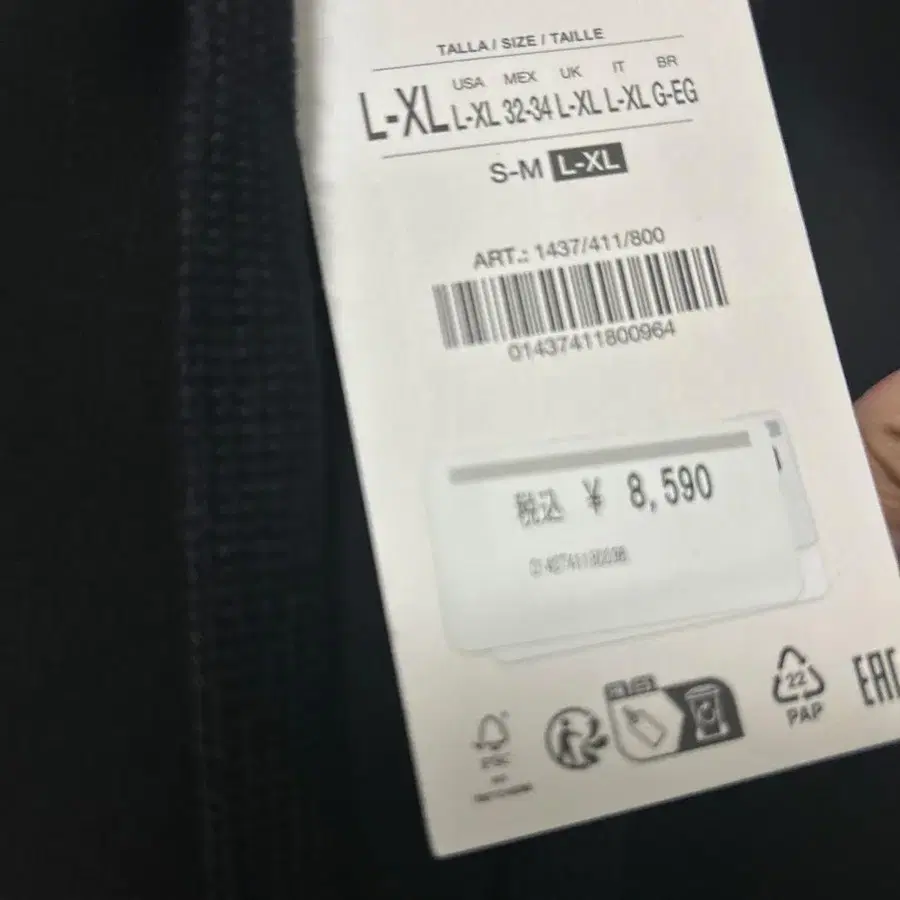 TALLA / SIZE / TAILLE
USA MEX UK IT BR
L-XL L-XL 32-34 L-XL L-XL G-EG
S-M L-XL
ART.: 1437/411/800
01437411800964
税込 ¥ 8,590
22
PAP
EAC